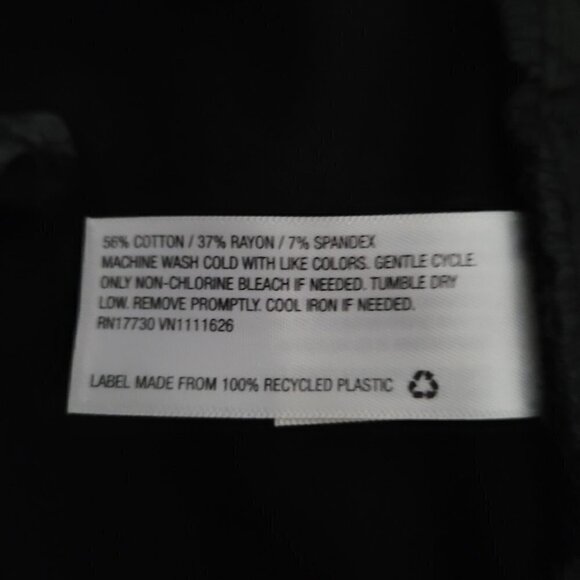 56% COTTON / 37% RAYON / 7% SPANDEX
MACHINE WASH COLD WITH LIKE COLORS. GENTLE CYCLE.
ONLY NON-CHLORINE BLEACH IF NEEDED. TUMBLE DRY
LOW. REMOVE PROMPTLY. COOL IRON IF NEEDED.
RN17730 VN1111626
LABEL MADE FROM 100% RECYCLED PLASTIC